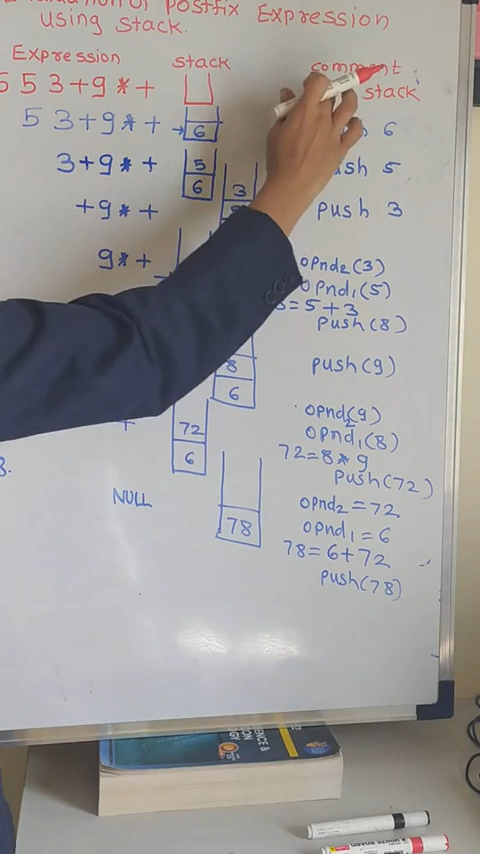 Postfix Expression
using Stack.
Expression stack comment
5 5 3+9*+ stack
5 3+9*+ 6 6
3+9*+ 5 6 push 5
+9*+ 3 push 3
9*+ opnd₂(3)
opnd₁(5)
8=5+3
push(8)
8 6 push(9)
+ 72 6 opnd₂(9)
opnd₁(8)
72=8*9
push(72)
NULL 78 opnd₂=72
opnd₁=6
78=6+72
push(78)